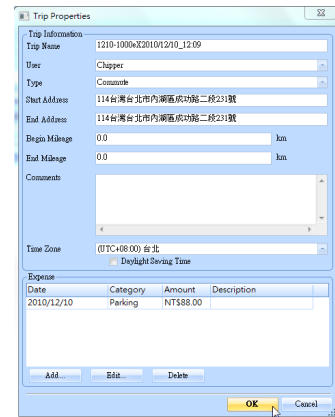 Trip Properties
Trip Information
Trip Name 1210-1000eX2010/12/10_12:09
User Chipper
Type Commute
Start Address 114台灣台北市內湖區成功路二段231號
End Address 114台灣台北市內湖區成功路二段231號
Begin Mileage 0.0 km
End Mileage 0.0 km
Comments
Time Zone (UTC+08:00) 台北
Daylight Saving Time
Expense
Date Category Amount Description
2010/12/10 Parking NT$88.00
Add... Edit... Delete
OK Cancel